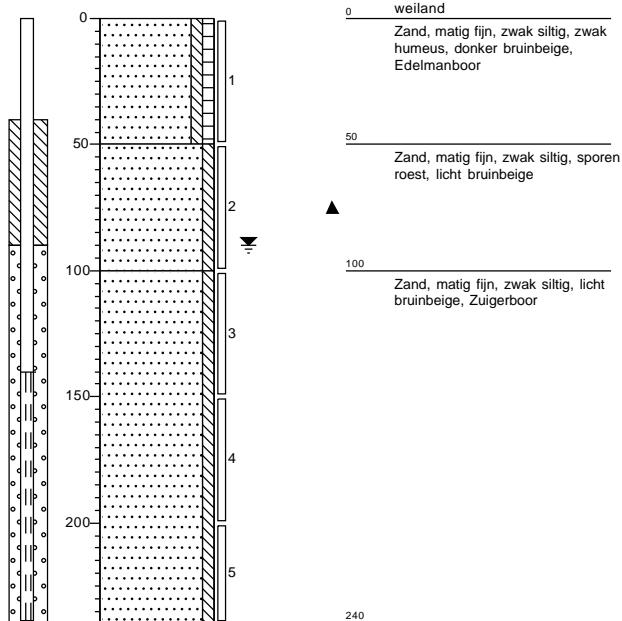 0
50
100
150
200
1
2
3
4
5
0
weiland
Zand, matig fijn, zwak siltig, zwak
humeus, donker bruinbeige,
Edelmanboor
50
Zand, matig fijn, zwak siltig, sporen
roest, licht bruinbeige
100
Zand, matig fijn, zwak siltig, licht
bruinbeige, Zuigerboor
240